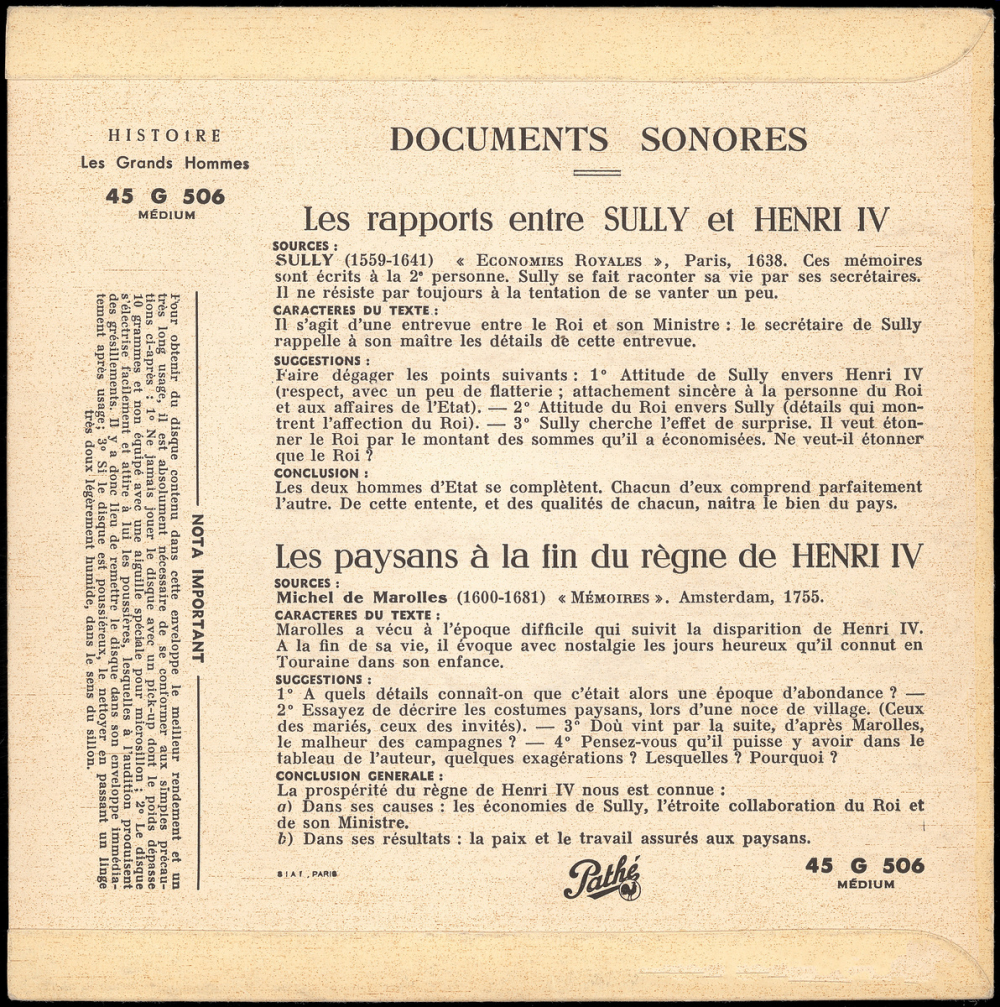 HISTOIRE
Les Grands Hommes
45 G 506
MÉDIUM
DOCUMENTS SONORES
Les rapports entre SULLY et HENRI IV
SOURCES :
SULLY (1559-1641) « ECONOMIES ROYALES », Paris, 1638. Ces mémoires
sont écrits à la 2e personne. Sully se fait raconter sa vie par ses secrétaires.
Il ne résiste par toujours à la tentation de se vanter un peu.
CARACTERES DU TEXTE :
Il s'agit d'une entrevue entre le Roi et son Ministre : le secrétaire de Sully
rappelle à son maître les détails de cette entrevue.
SUGGESTIONS :
Faire dégager les points suivants : 1° Attitude de Sully envers Henri IV
(respect, avec un peu de flatterie ; attachement sincère à la personne du Roi
et aux affaires de l'Etat). — 2° Attitude du Roi envers Sully (détails qui mon-
trent l'affection du Roi). — 3° Sully cherche l'effet de surprise. Il veut éton-
ner le Roi par le montant des sommes qu'il a économisées. Ne veut-il étonner
que le Roi ?
CONCLUSION :
Les deux hommes d'Etat se complètent. Chacun d'eux comprend parfaitement
l'autre. De cette entente, et des qualités de chacun, naîtra le bien du pays.
Les paysans à la fin du règne de HENRI IV
SOURCES :
Michel de Marolles (1600-1681) « MÉMOIRES ». Amsterdam, 1755.
CARACTERES DU TEXTE :
Marolles a vécu à l'époque difficile qui suivit la disparition de Henri IV.
A la fin de sa vie, il évoque avec nostalgie les jours heureux qu'il connut en
Touraine dans son enfance.
SUGGESTIONS :
1° A quels détails connaît-on que c'était alors une époque d'abondance ? —
2° Essayez de décrire les costumes paysans, lors d'une noce de village. (Ceux
des mariés, ceux des invités). — 3° Doù vint par la suite, d'après Marolles,
le malheur des campagnes ? — 4° Pensez-vous qu'il puisse y avoir dans le
tableau de l'auteur, quelques exagérations ? Lesquelles ? Pourquoi ?
CONCLUSION GENERALE :
La prospérité du règne de Henri IV nous est connue :
a) Dans ses causes : les économies de Sully, l'étroite collaboration du Roi et
de son Ministre.
b) Dans ses résultats : la paix et le travail assurés aux paysans.
NOTA IMPORTANT
Pour obtenir du disque contenu dans cette enveloppe le meilleur rendement et un
très long usage, il est absolument nécessaire de se conformer aux simples précau-
tions ci-après : 1° Ne jamais jouer le disque avec un pick-up dont le poids dépasse
10 grammes et non équipé avec une aiguille spéciale pour microsillon ; 2° Le disque
s'électrise facilement et attire à lui les poussières, lesquelles à l'audition produisent
des grésillements. Il y a donc lieu de remettre le disque dans son enveloppe immédia-
tement après usage; 3° Si le disque est poussiéreux, le nettoyer en passant un linge
très doux légèrement humide, dans le sens du sillon.
SIAT, PARIS
Pathé
45 G 506
MÉDIUM